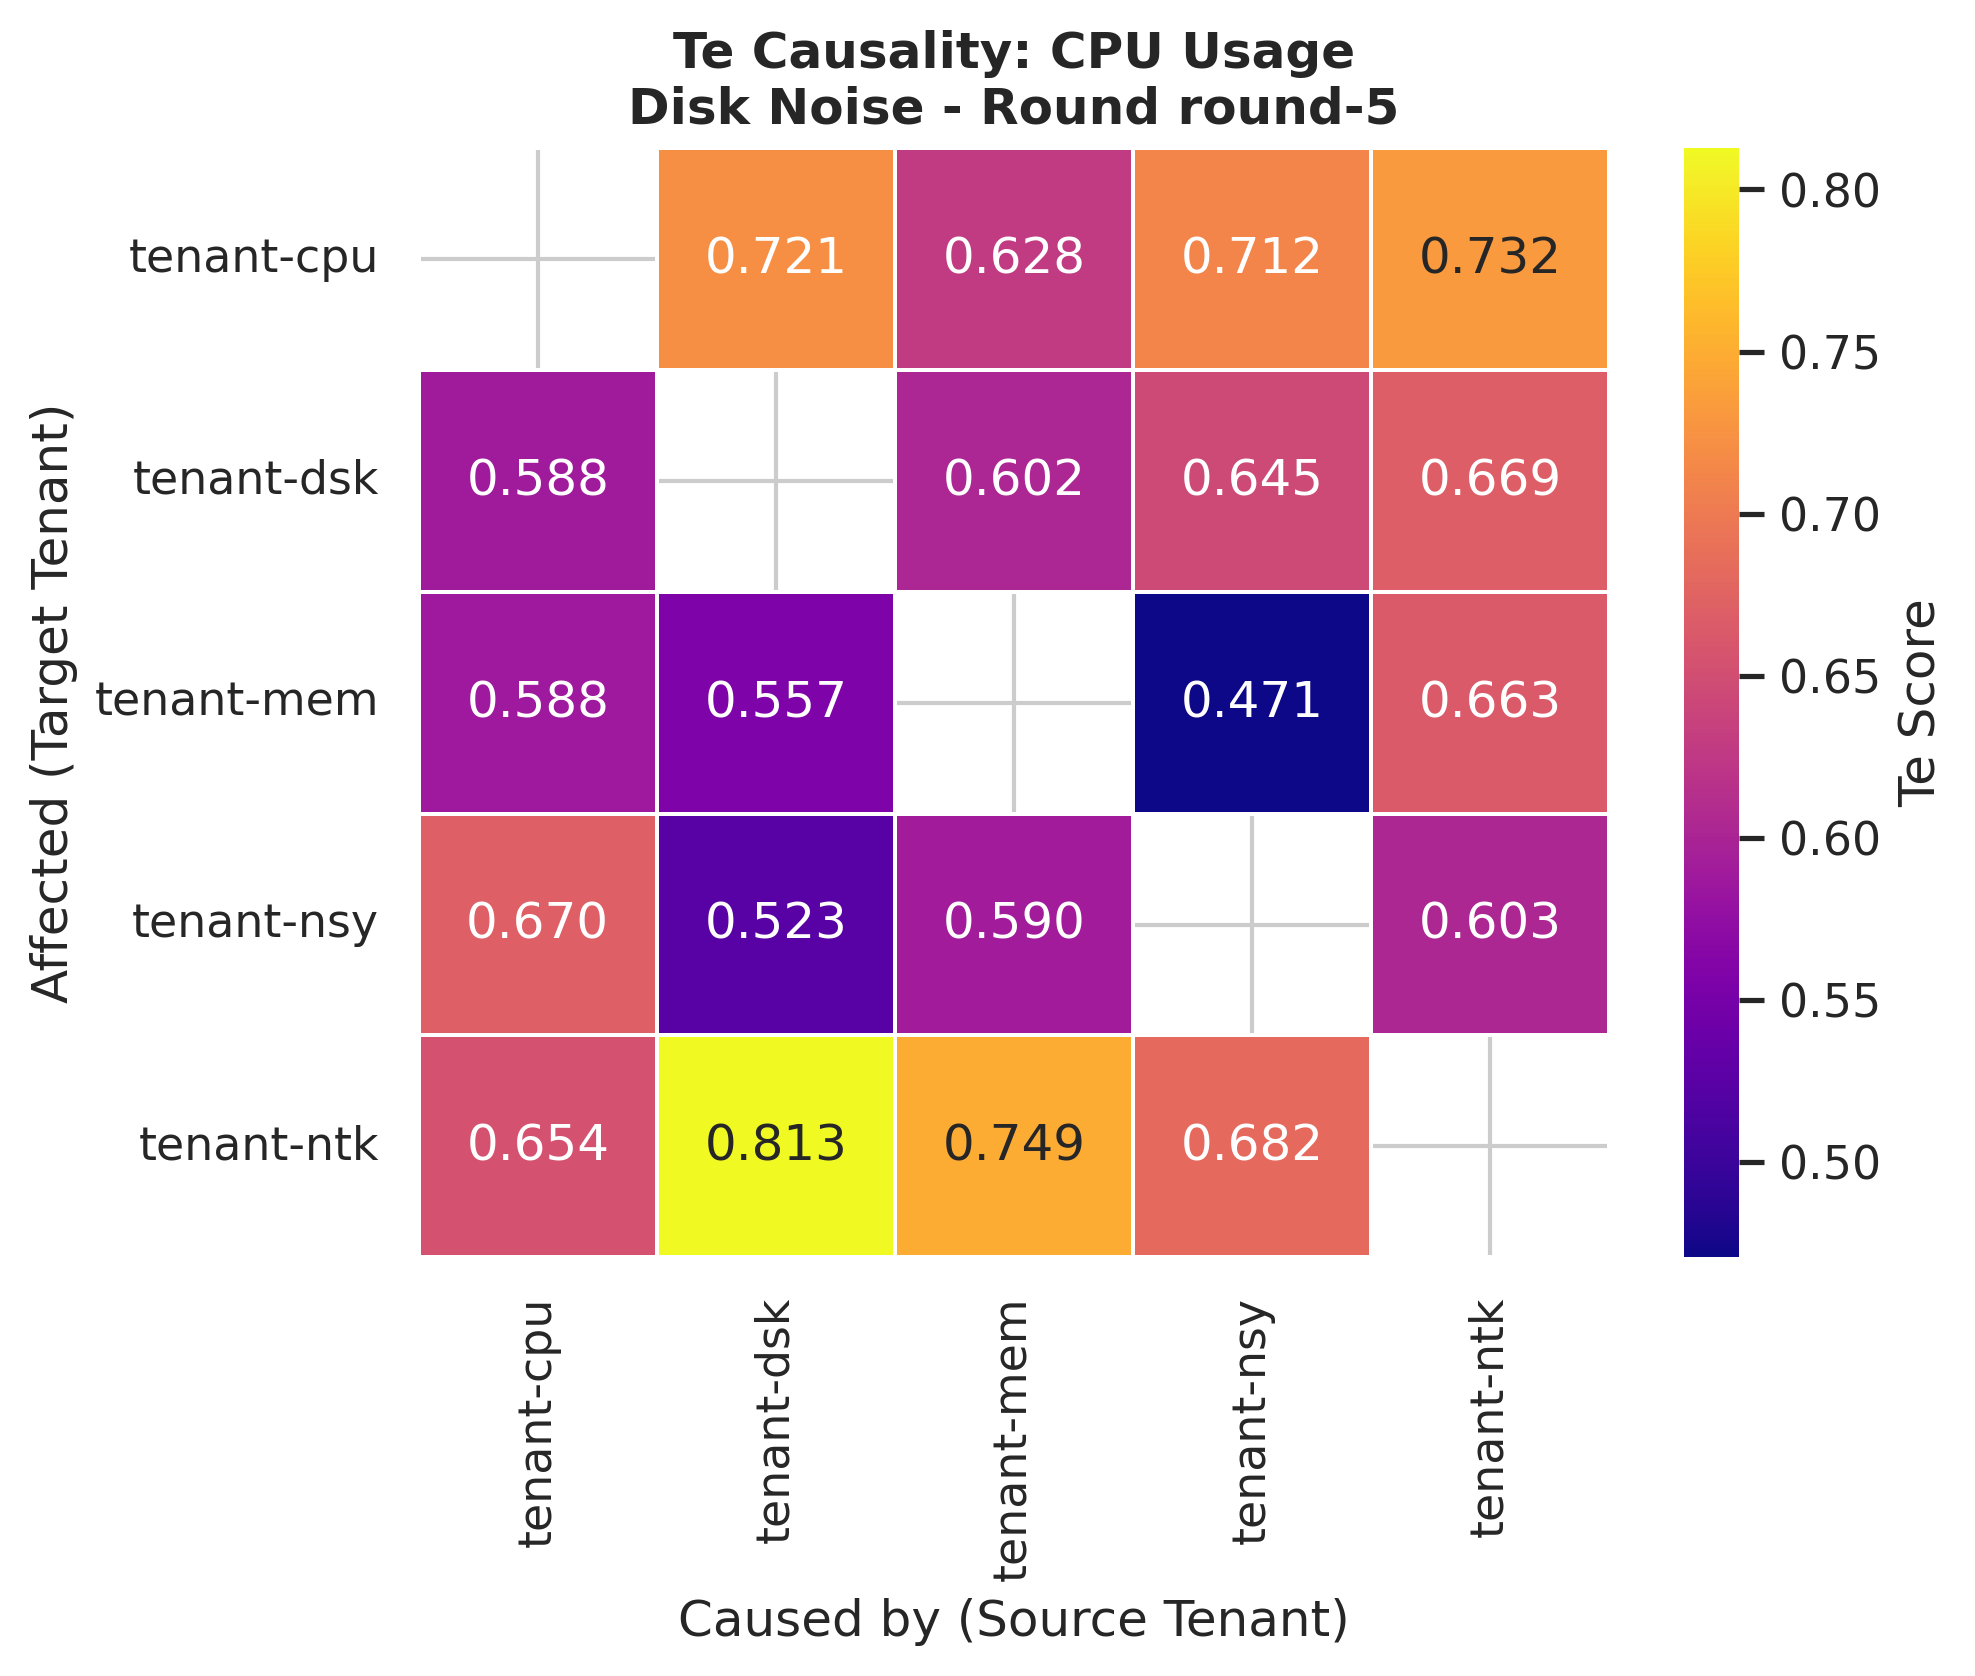 Te Causality: CPU Usage
Disk Noise - Round round-5
Affected (Target Tenant)
tenant-cpu 0.721 0.628 0.712 0.732
tenant-dsk 0.588 0.602 0.645 0.669
tenant-mem 0.588 0.557 0.471 0.663
tenant-nsy 0.670 0.523 0.590 0.603
tenant-ntk 0.654 0.813 0.749 0.682
tenant-cpu
tenant-dsk
tenant-mem
tenant-nsy
tenant-ntk
Caused by (Source Tenant)
0.80
0.75
0.70
0.65
0.60
0.55
0.50
Te Score